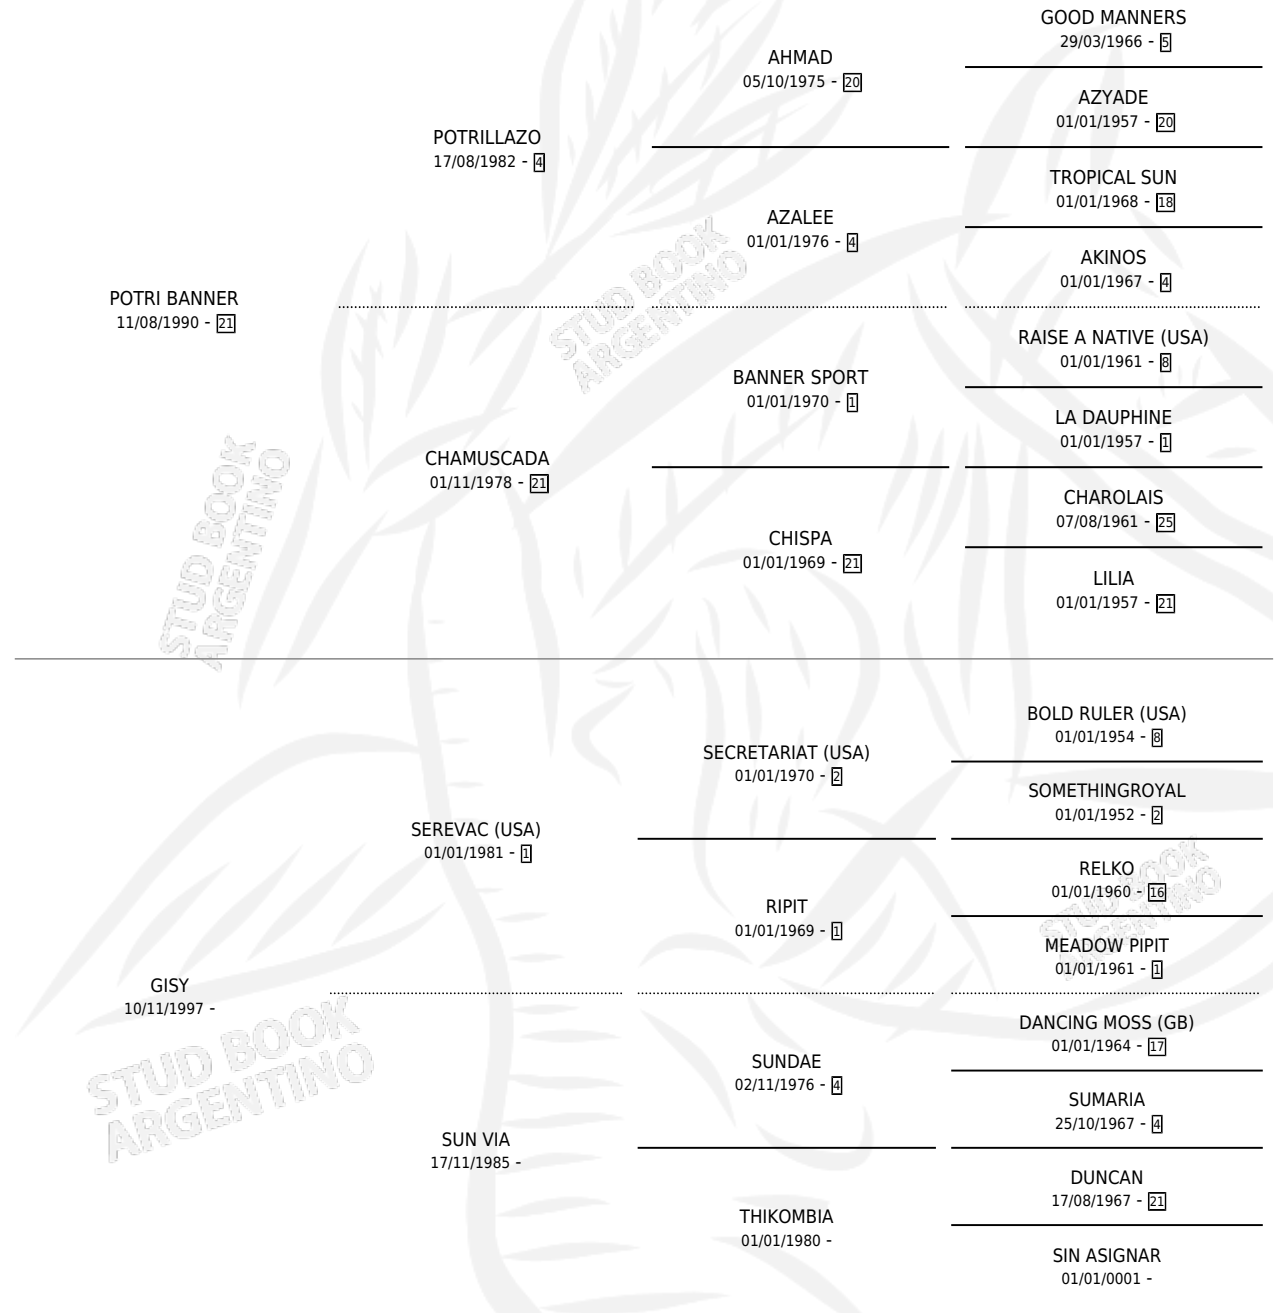 GOOD MANNERS
29/03/1966 - 5
AHMAD
05/10/1975 - 20
AZYADE
01/01/1957 - 20
POTRILLAZO
17/08/1982 - 4
TROPICAL SUN
01/01/1968 - 18
AZALEE
01/01/1976 - 4
AKINOS
01/01/1967 - 4
POTRI BANNER
11/08/1990 - 21
STUD BOOK
ARGENTINO
RAISE A NATIVE (USA)
01/01/1961 - 8
BANNER SPORT
01/01/1970 - 1
LA DAUPHINE
01/01/1957 - 1
CHAMUSCADA
01/11/1978 - 21
CHAROLAIS
07/08/1961 - 25
CHISPA
01/01/1969 - 21
LILIA
01/01/1957 - 21
STUD BOOK
ARGENTINO
BOLD RULER (USA)
01/01/1954 - 8
SECRETARIAT (USA)
01/01/1970 - 2
SOMETHINGROYAL
01/01/1952 - 2
SEREVAC (USA)
01/01/1981 - 1
RELKO
01/01/1960 - 16
RIPIT
01/01/1969 - 1
MEADOW PIPIT
01/01/1961 - 1
STUD BOOK
ARGENTINO
GISY
10/11/1997 -
DANCING MOSS (GB)
01/01/1964 - 17
SUNDAE
02/11/1976 - 4
SUMARIA
25/10/1967 - 4
STUD BOOK
ARGENTINO
SUN VIA
17/11/1985 -
DUNCAN
17/08/1967 - 21
THIKOMBIA
01/01/1980 -
SIN ASIGNAR
01/01/0001 -